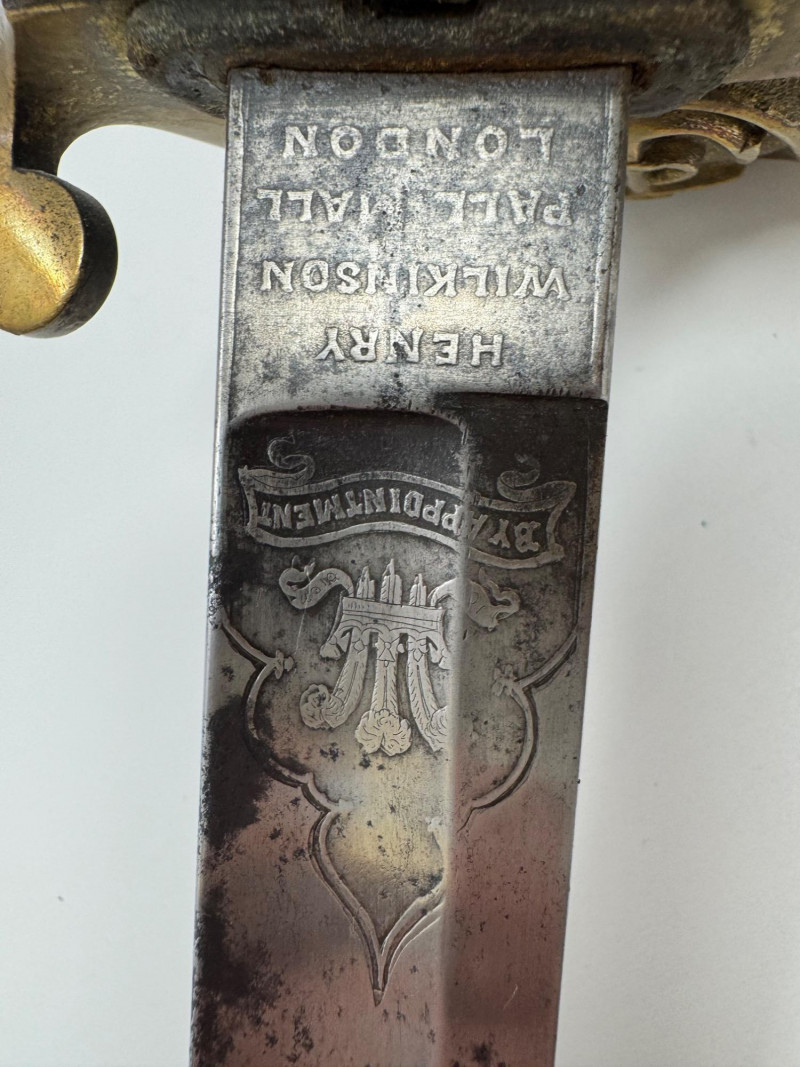 BY APPOINTMENT
HENRY
WILKINSON
PALL MALL
LONDON